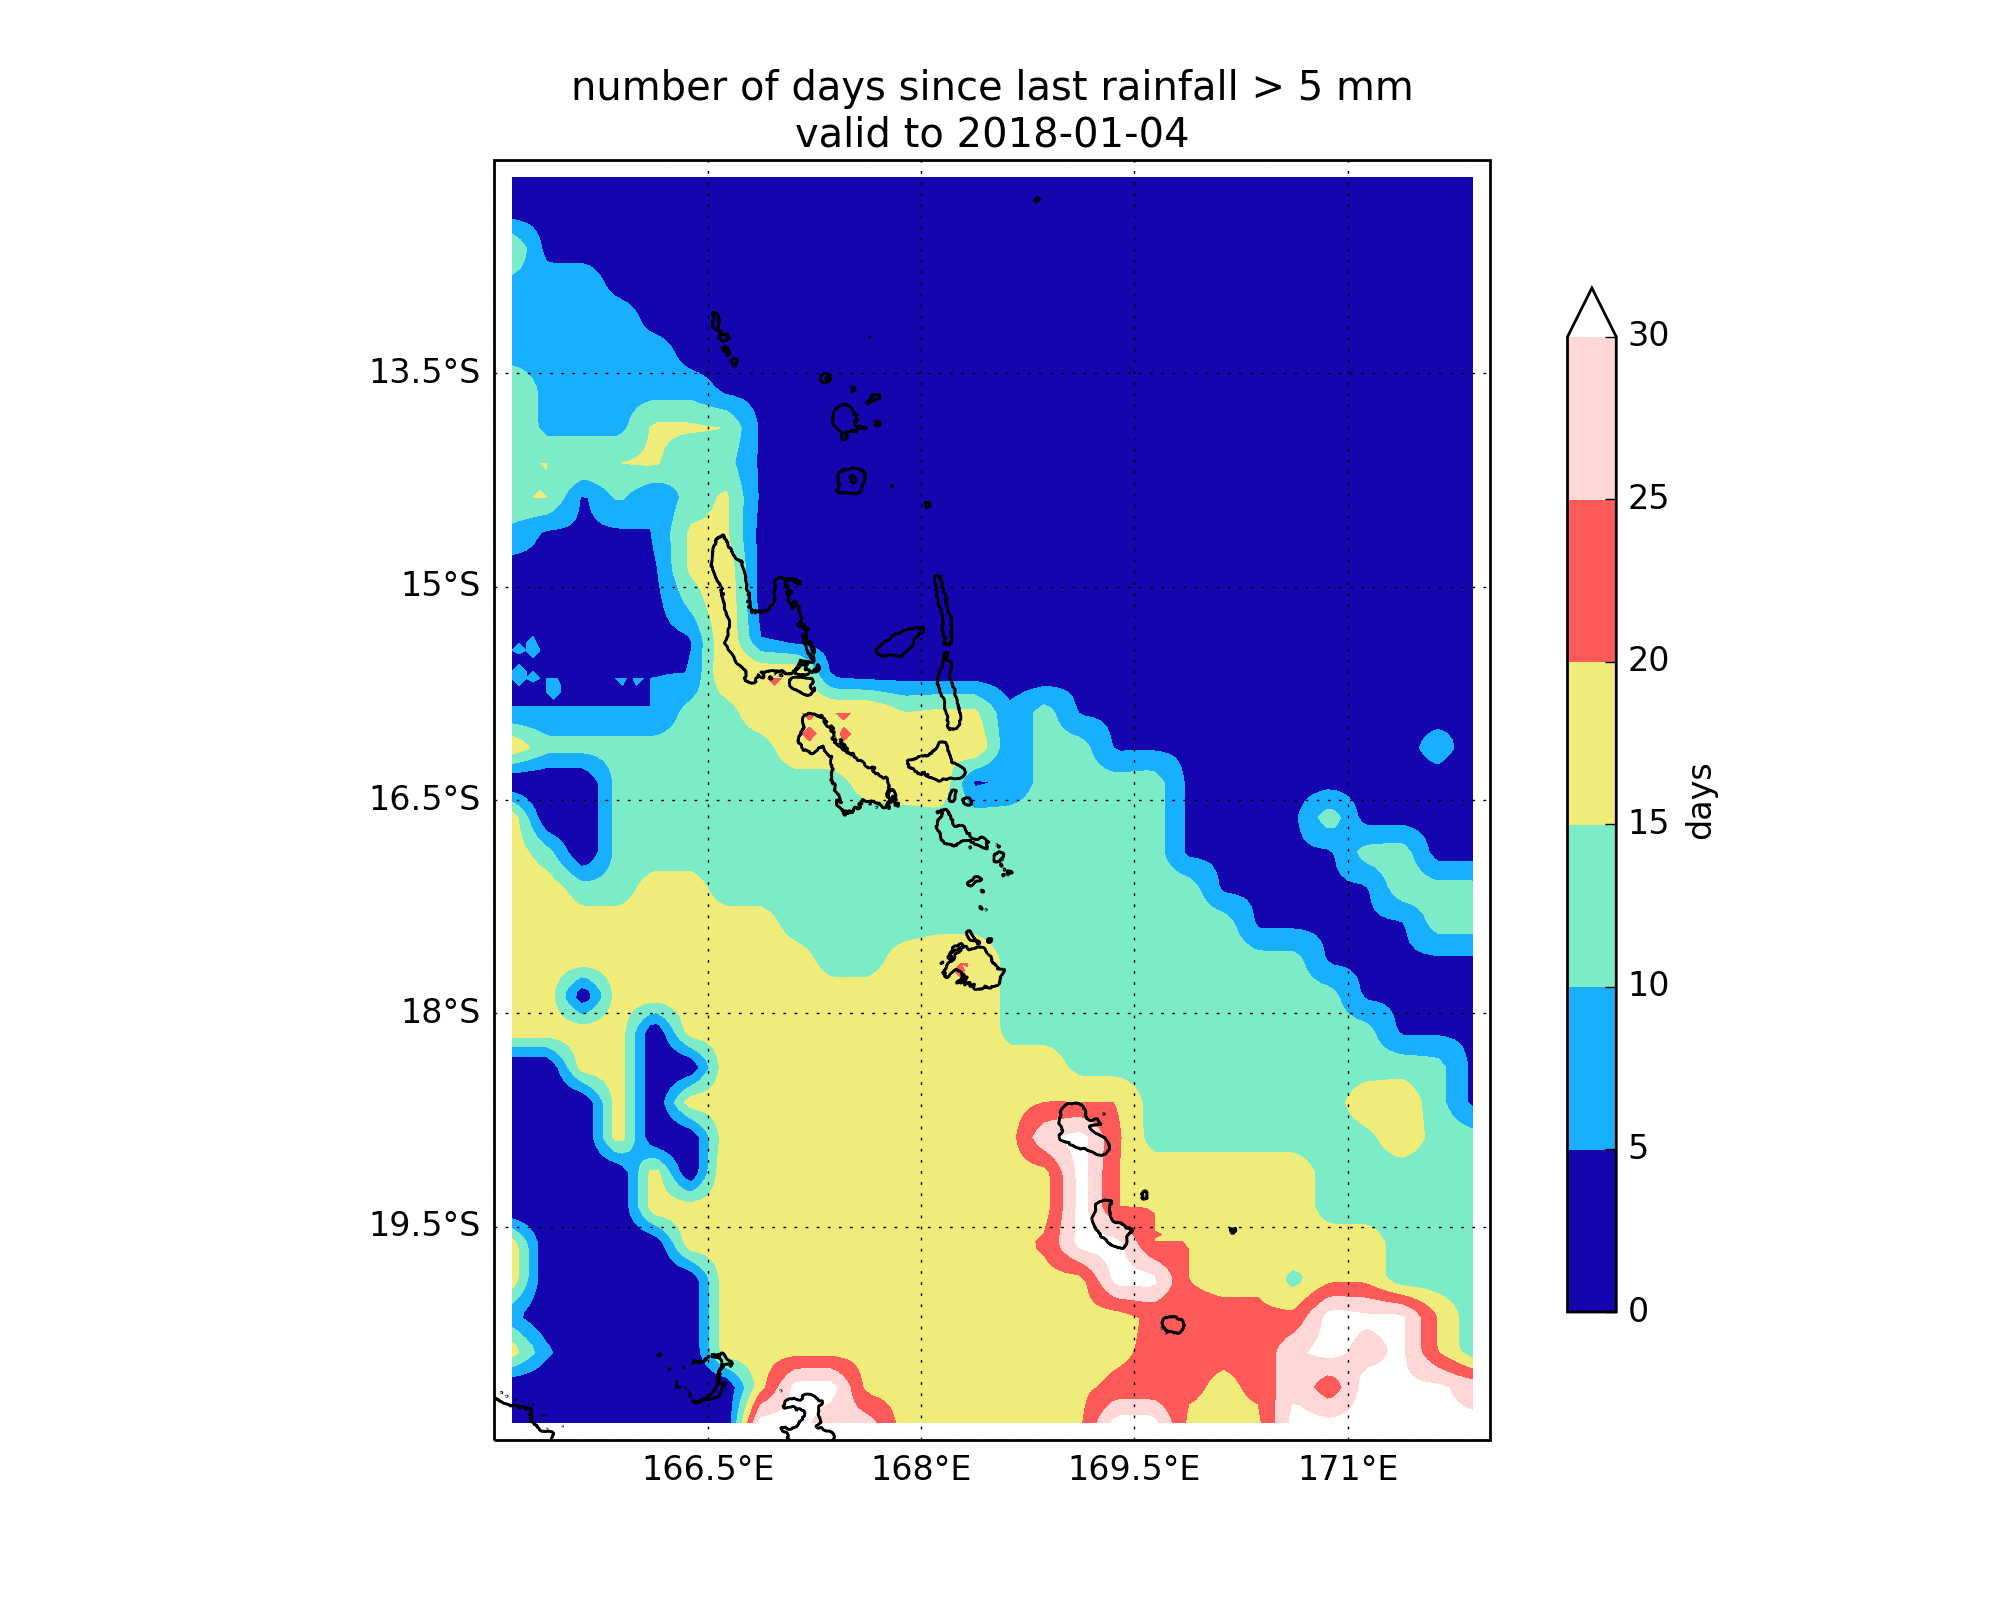 number of days since last rainfall > 5 mm
valid to 2018-01-04
13.5°S
15°S
16.5°S
18°S
19.5°S
166.5°E
168°E
169.5°E
171°E
30
25
20
15
10
5
0
days